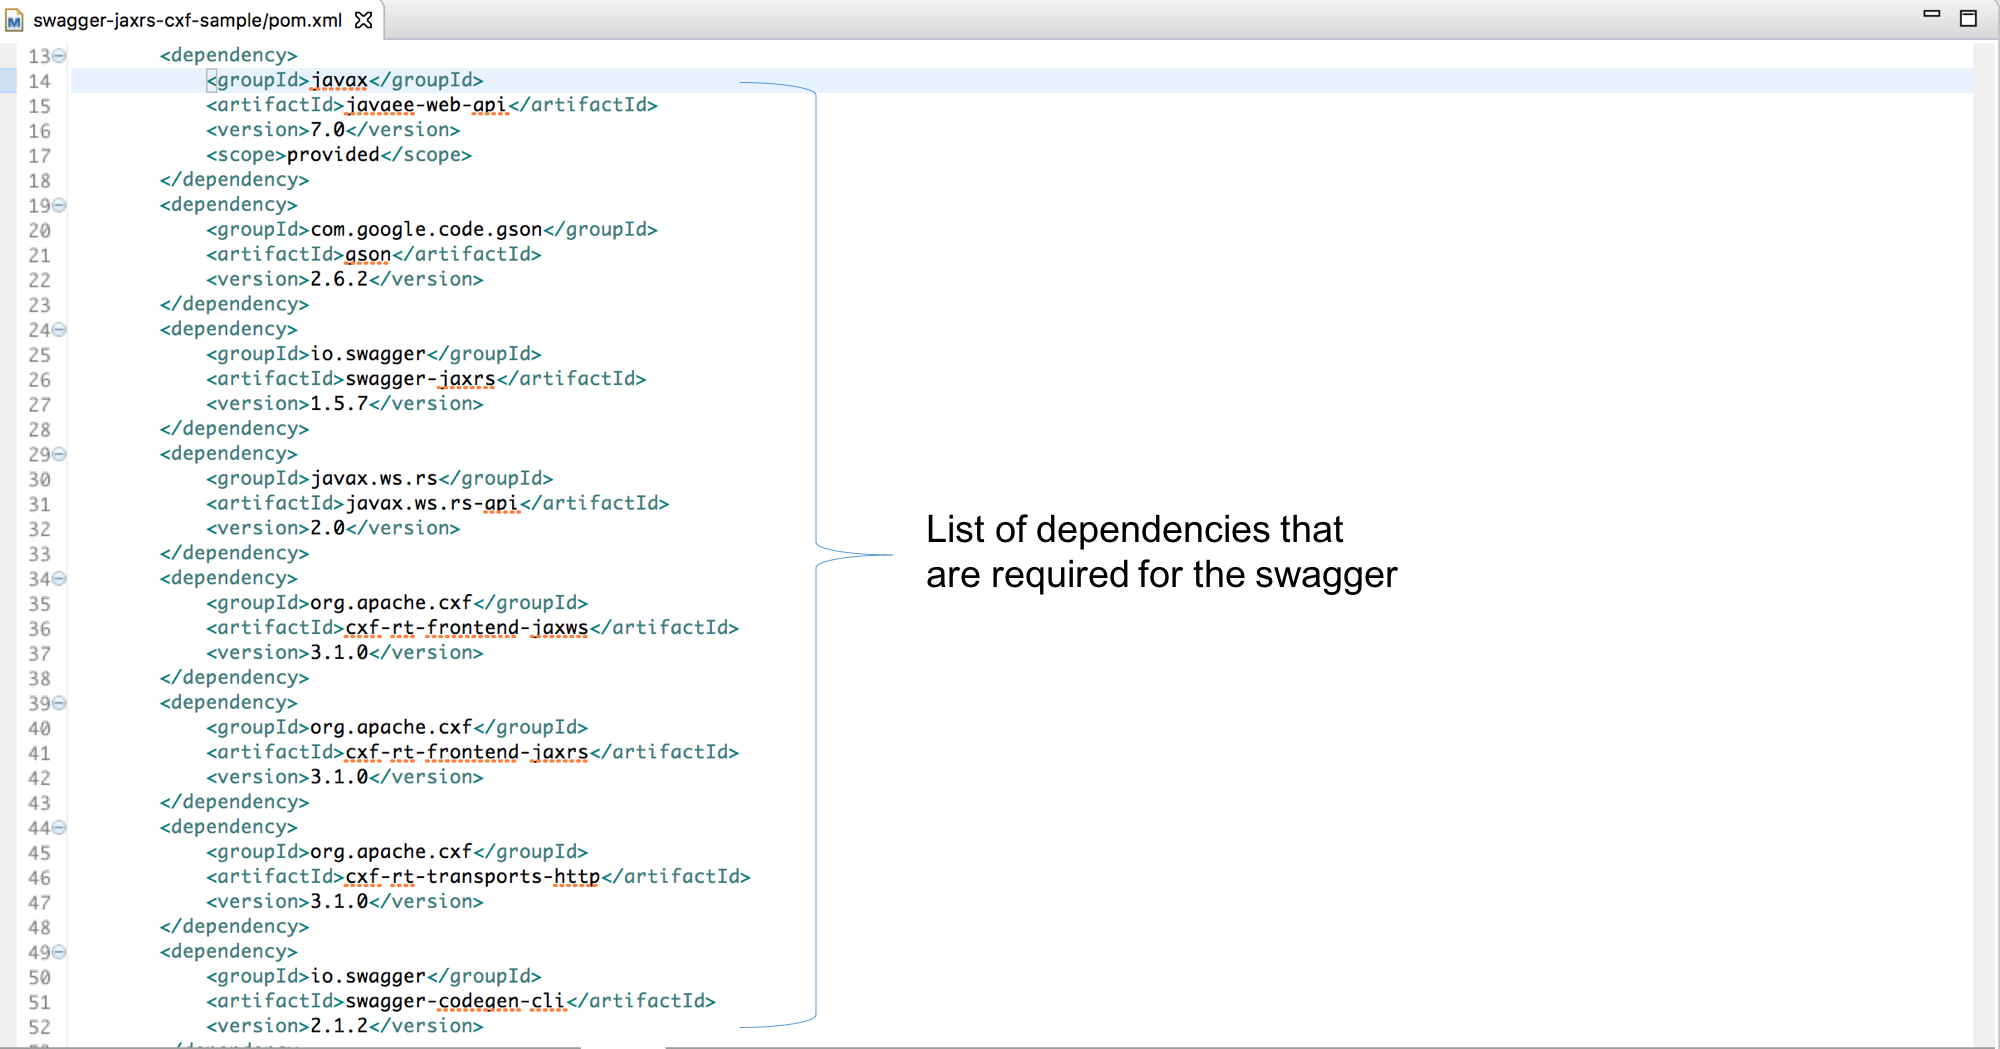 swagger-jaxrs-cxf-sample/pom.xml
13 <dependency>
14 <groupId>javax</groupId>
15 <artifactId>javaee-web-api</artifactId>
16 <version>7.0</version>
17 <scope>provided</scope>
18 </dependency>
19 <dependency>
20 <groupId>com.google.code.gson</groupId>
21 <artifactId>gson</artifactId>
22 <version>2.6.2</version>
23 </dependency>
24 <dependency>
25 <groupId>io.swagger</groupId>
26 <artifactId>swagger-jaxrs</artifactId>
27 <version>1.5.7</version>
28 </dependency>
29 <dependency>
30 <groupId>javax.ws.rs</groupId>
31 <artifactId>javax.ws.rs-api</artifactId>
32 <version>2.0</version>
33 </dependency>
34 <dependency>
35 <groupId>org.apache.cxf</groupId>
36 <artifactId>cxf-rt-frontend-jaxws</artifactId>
37 <version>3.1.0</version>
38 </dependency>
39 <dependency>
40 <groupId>org.apache.cxf</groupId>
41 <artifactId>cxf-rt-frontend-jaxrs</artifactId>
42 <version>3.1.0</version>
43 </dependency>
44 <dependency>
45 <groupId>org.apache.cxf</groupId>
46 <artifactId>cxf-rt-transports-http</artifactId>
47 <version>3.1.0</version>
48 </dependency>
49 <dependency>
50 <groupId>io.swagger</groupId>
51 <artifactId>swagger-codegen-cli</artifactId>
52 <version>2.1.2</version>
List of dependencies that
are required for the swagger